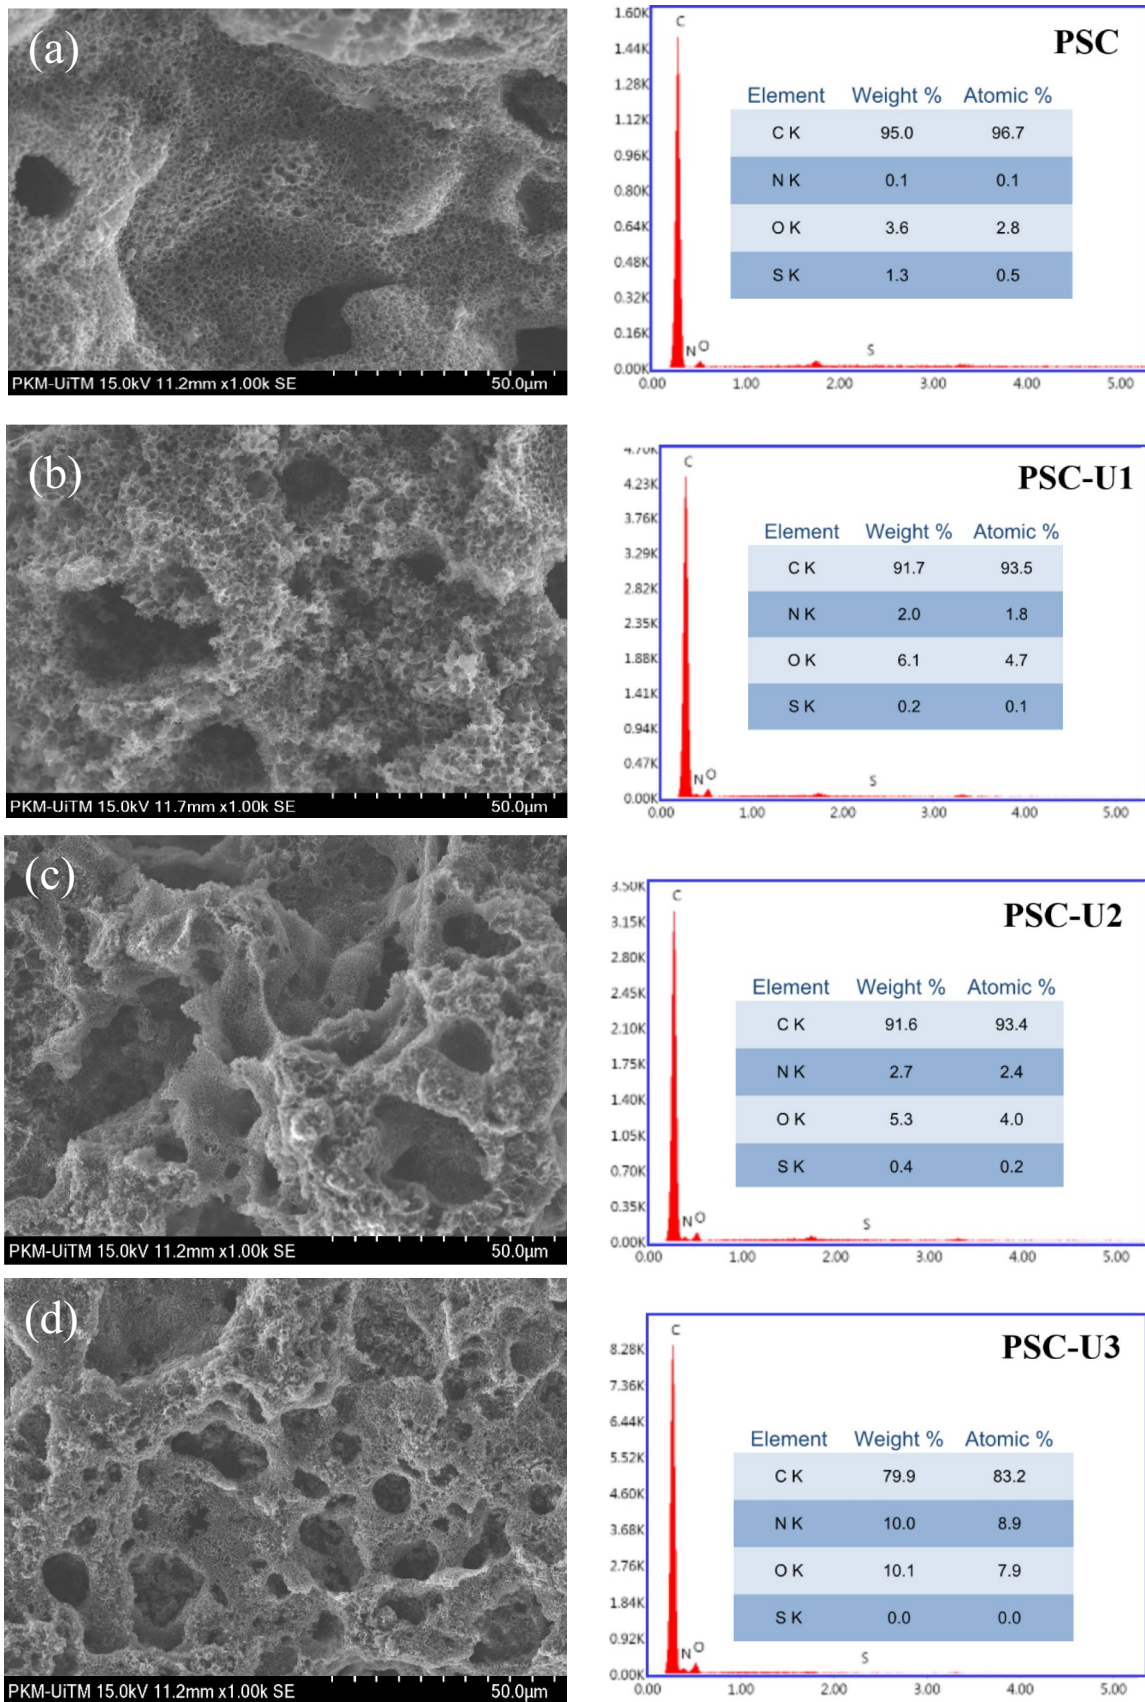 (a)
PKM-UiTM 15.0kV 11.2mm x1.00k SE 50.0µm
PSC
1.60K
1.44K
1.28K
1.12K
0.96K
0.80K
0.64K
0.48K
0.32K
0.16K
0.00K
C
N O
S
Element Weight % Atomic %
C K 95.0 96.7
N K 0.1 0.1
O K 3.6 2.8
S K 1.3 0.5
0.00 1.00 2.00 3.00 4.00 5.00
(b)
PKM-UiTM 15.0kV 11.7mm x1.00k SE 50.0µm
PSC-U1
4.70K
4.23K
3.76K
3.29K
2.82K
2.35K
1.88K
1.41K
0.94K
0.47K
0.00K
C
N O
S
Element Weight % Atomic %
C K 91.7 93.5
N K 2.0 1.8
O K 6.1 4.7
S K 0.2 0.1
0.00 1.00 2.00 3.00 4.00 5.00
(c)
PKM-UiTM 15.0kV 11.2mm x1.00k SE 50.0µm
PSC-U2
3.50K
3.15K
2.80K
2.45K
2.10K
1.75K
1.40K
1.05K
0.70K
0.35K
0.00K
C
N O
S
Element Weight % Atomic %
C K 91.6 93.4
N K 2.7 2.4
O K 5.3 4.0
S K 0.4 0.2
0.00 1.00 2.00 3.00 4.00 5.00
(d)
PKM-UiTM 15.0kV 11.2mm x1.00k SE 50.0µm
PSC-U3
8.28K
7.36K
6.44K
5.52K
4.60K
3.68K
2.76K
1.84K
0.92K
0.00K
C
N O
S
Element Weight % Atomic %
C K 79.9 83.2
N K 10.0 8.9
O K 10.1 7.9
S K 0.0 0.0
0.00 1.00 2.00 3.00 4.00 5.00